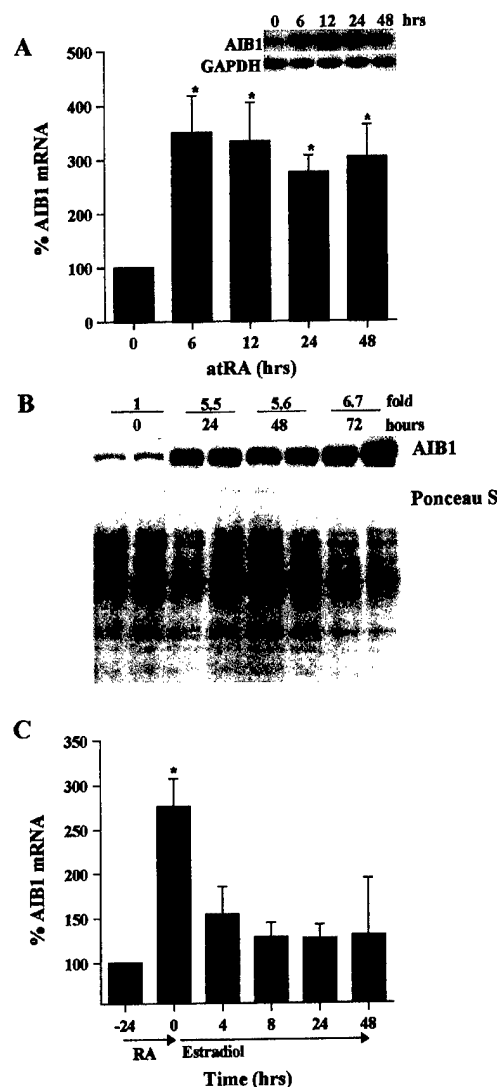 A
0 6 12 24 48 hrs
AIB1
GAPDH
% AIB1 mRNA
500
400
300
200
100
0
* * * *
0 6 12 24 48
atRA (hrs)
B
1 5,5 5,6 6,7 fold
0 24 48 72 hours
AIB1
Ponceau S
C
% AIB1 mRNA
350
300
250
200
150
100
*
-24 0 4 8 24 48
RA Estradiol
Time (hrs)